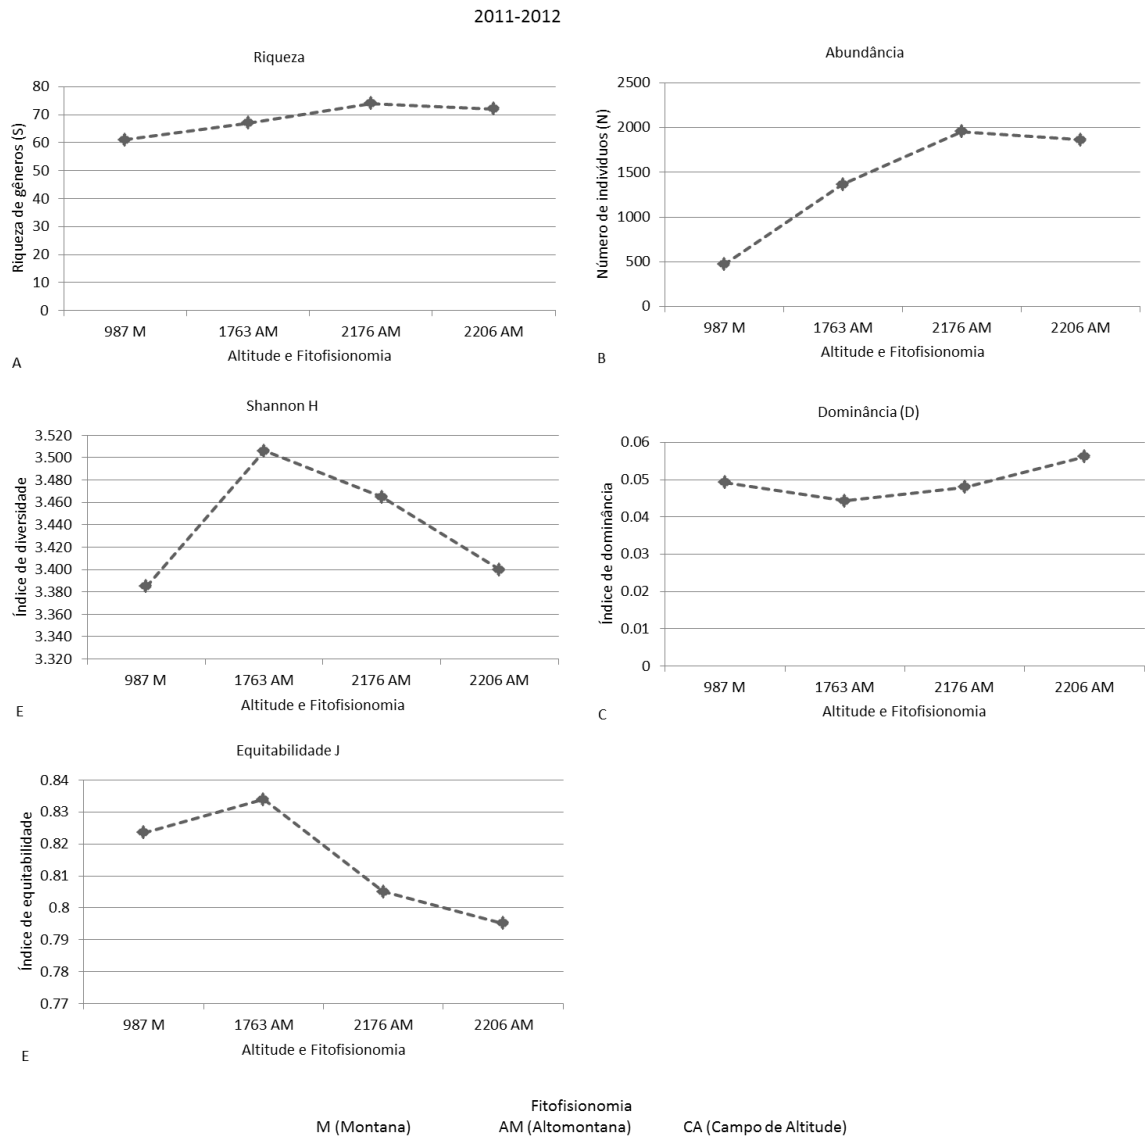 2011-2012
Riqueza
Riqueza de gêneros (S)
80
70
60
50
40
30
20
10
0
987 M 1763 AM 2176 AM 2206 AM
Altitude e Fitofisionomia
A
Abundância
Número de indivíduos (N)
2500
2000
1500
1000
500
0
987 M 1763 AM 2176 AM 2206 AM
Altitude e Fitofisionomia
B
Shannon H
Índice de diversidade
3.520
3.500
3.480
3.460
3.440
3.420
3.400
3.380
3.360
3.340
3.320
987 M 1763 AM 2176 AM 2206 AM
Altitude e Fitofisionomia
E
Dominância (D)
Índice de dominância
0.06
0.05
0.04
0.03
0.02
0.01
0
987 M 1763 AM 2176 AM 2206 AM
Altitude e Fitofisionomia
C
Equitabilidade J
Índice de equitabilidade
0.84
0.83
0.82
0.81
0.8
0.79
0.78
0.77
987 M 1763 AM 2176 AM 2206 AM
Altitude e Fitofisionomia
E
Fitofisionomia
M (Montana) AM (Altomontana) CA (Campo de Altitude)